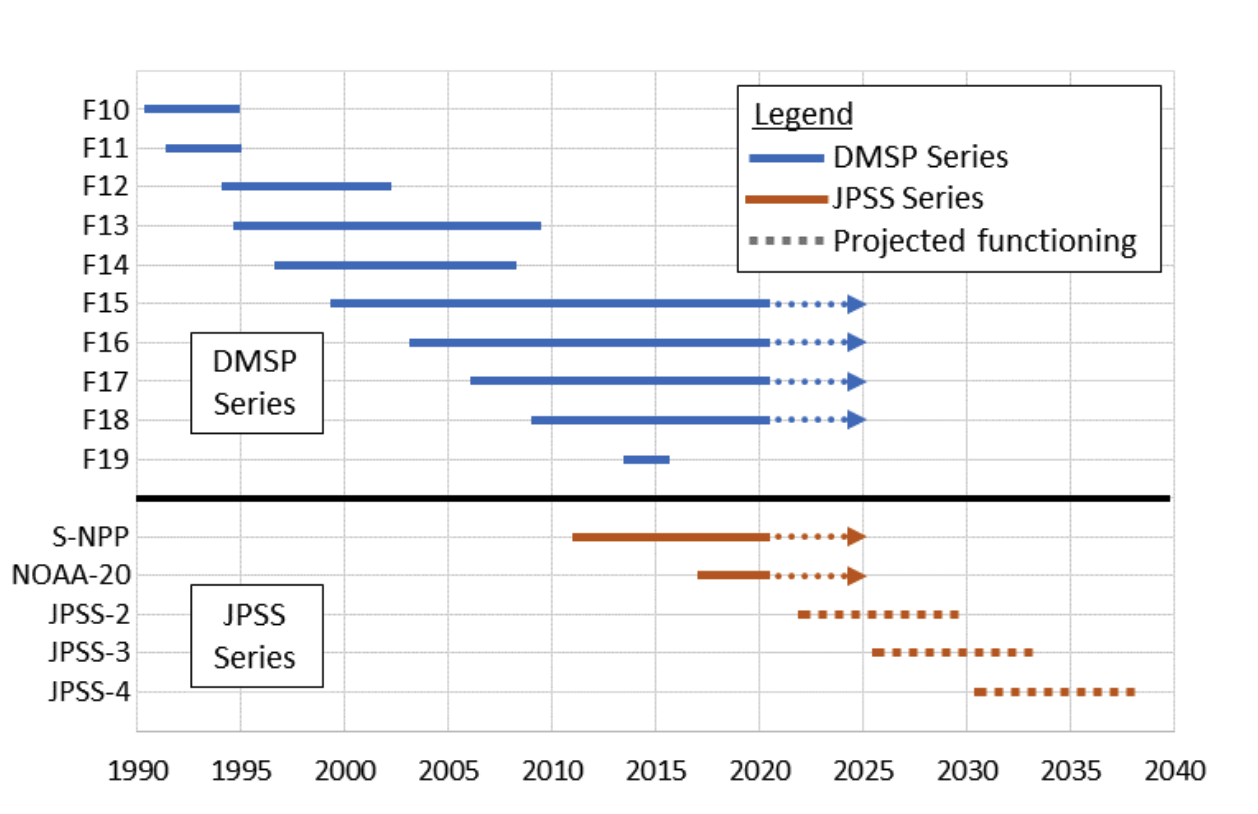 Legend
DMSP Series
JPSS Series
Projected functioning
F10
F11
F12
F13
F14
F15
F16
F17
F18
F19
DMSP
Series
S-NPP
NOAA-20
JPSS-2
JPSS-3
JPSS-4
JPSS
Series
1990 1995 2000 2005 2010 2015 2020 2025 2030 2035 2040